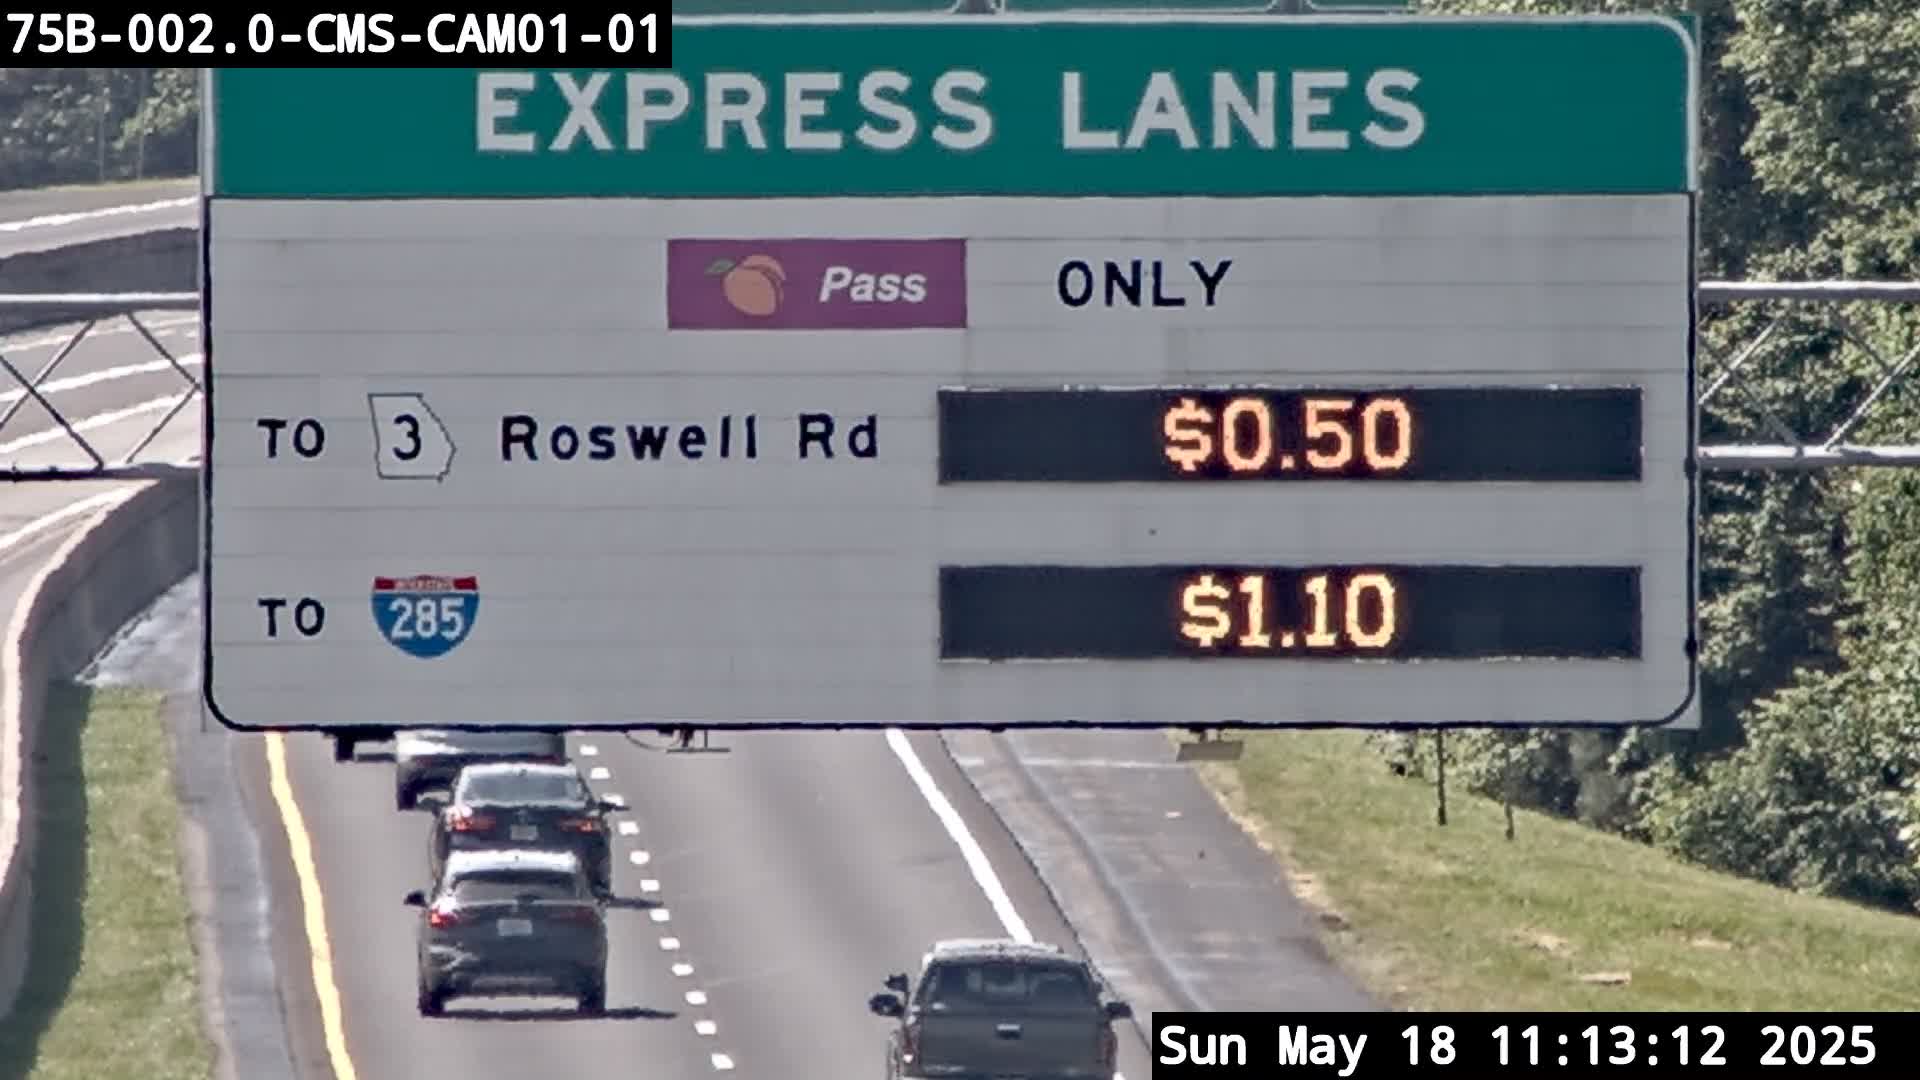 75B-002.0-CMS-CAM01-01
EXPRESS LANES
Pass ONLY
TO 3 Roswell Rd $0.50
TO INTERSTATE 285 $1.10
Sun May 18 11:13:12 2025